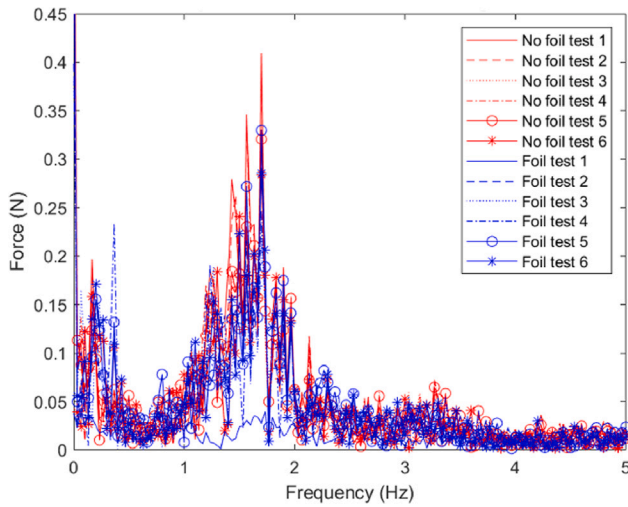 0.45
0.4
0.35
0.3
0.25
0.2
0.15
0.1
0.05
0
Force (N)
0 1 2 3 4 5
Frequency (Hz)
No foil test 1
No foil test 2
No foil test 3
No foil test 4
No foil test 5
No foil test 6
Foil test 1
Foil test 2
Foil test 3
Foil test 4
Foil test 5
Foil test 6